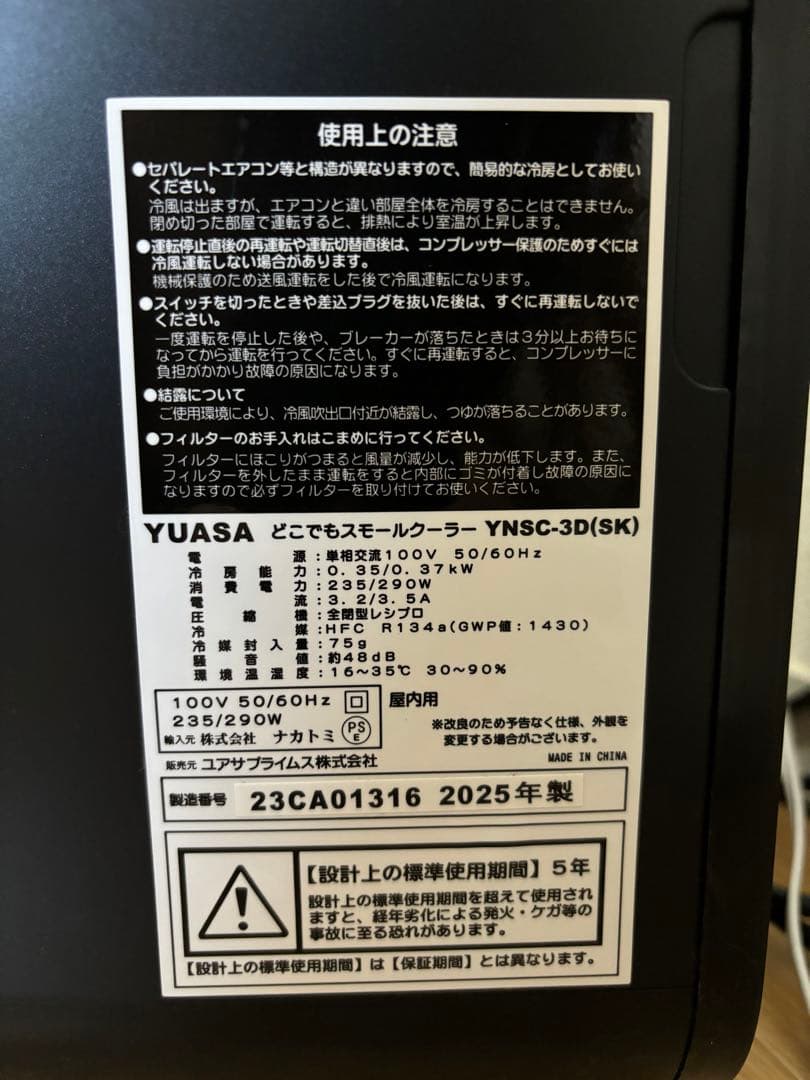 使用上の注意
●セパレートエアコン等と構造が異なりますので、簡易的な冷房としてお使い
ください。
冷風は出ますが、エアコンと違い部屋全体を冷房することはできません。
閉め切った部屋で運転すると、排熱により室温が上昇します。
●運転停止直後の再運転や運転切替直後は、コンプレッサー保護のためすぐには
冷風運転しない場合があります。
機械保護のため送風運転をした後で冷風運転になります。
●スイッチを切ったときや差込プラグを抜いた後は、すぐに再運転しないで
ください。
一度運転を停止した後や、ブレーカーが落ちたときは3分以上お待ちに
なってから運転を行ってください。すぐに再運転すると、コンプレッサーに
負担がかかり故障の原因になります。
●結露について
ご使用環境により、冷風吹出口付近が結露し、つゆが落ちることがあります。
●フィルターのお手入れはこまめに行ってください。
フィルターにほこりがつまると風量が減少し、能力が低下します。また、
フィルターを外したまま運転をすると内部にゴミが付着し故障の原因に
なりますので必ずフィルターを取り付けてお使いください。
YUASA どこでもスモールクーラー YNSC-3D(SK)
電源:単相交流100V 50/60Hz
冷房能力:0.35/0.37kW
消費電力:235/290W
電流:3.2/3.5A
圧縮機:全閉型レシプロ
冷媒:HFC R134a(GWP値:1430)
冷媒封入量:75g
騒音値:約48dB
環境温湿度:16~35℃ 30~90%
100V 50/60Hz
235/290W
PS
E
輸入元 株式会社 ナカトミ
屋内用
※改良のため予告なく仕様、外観を
変更する場合がございます。
販売元 ユアサプライムス株式会社
MADE IN CHINA
製造番号 23CA01316 2025年製
【設計上の標準使用期間】5年
設計上の標準使用期間を超えて使用され
ますと、経年劣化による発火・ケガ等の
事故に至る恐れがあります。
【設計上の標準使用期間】は【保証期間】とは異なります。